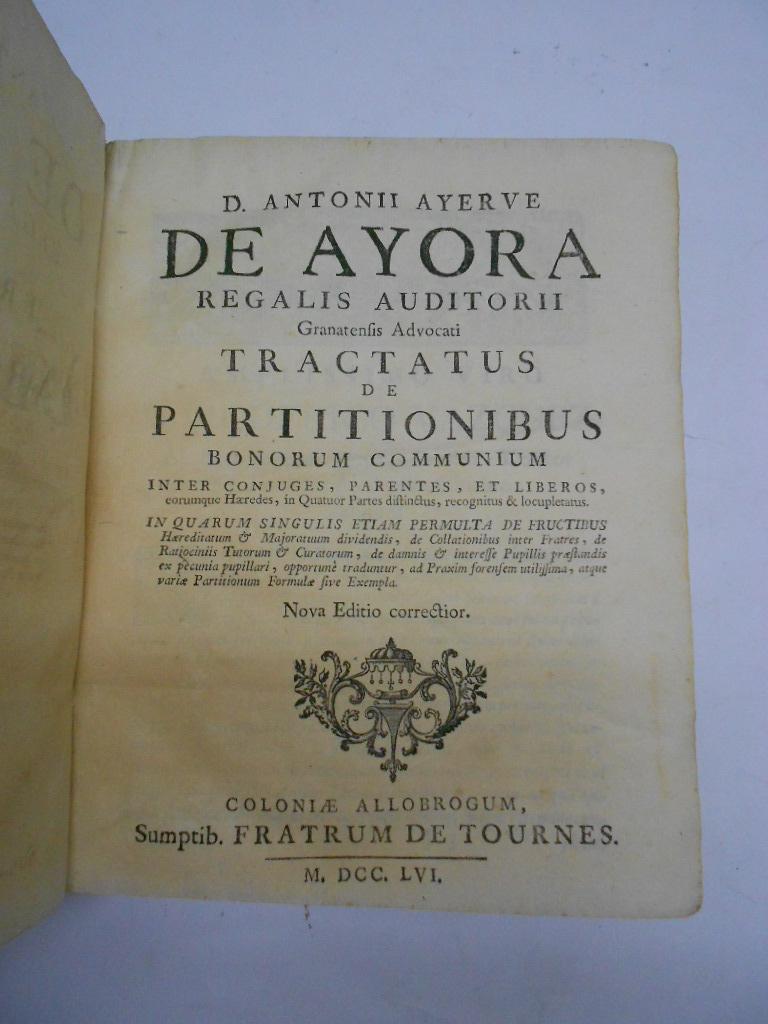 D. ANTONII AYERVE
DE AYORA
REGALIS AUDITORII
Granatensis Advocati
TRACTATUS
DE
PARTITIONIBUS
BONORUM COMMUNIUM
INTER CONJUGES, PARENTES, ET LIBEROS,
eorumque Hæredes, in Quatuor Partes distinctus, recognitus & locupletatus.
IN QUARUM SINGULIS ETIAM PERMULTA DE FRUCTIBUS
Hæreditatum & Majoratuum dividendis, de Collationibus inter Fratres, de
Ratiociniis Tutorum & Curatorum, de damnis & interesse Pupillis præstandis
ex pecunia pupillari, opportunè traduntur, ad Praxim forensem utilissima, atque
variæ Partitionum Formulæ sive Exempla.
Nova Editio correctior.
COLONIÆ ALLOBROGUM,
Sumptib. FRATRUM DE TOURNES.
M. DCC. LVI.